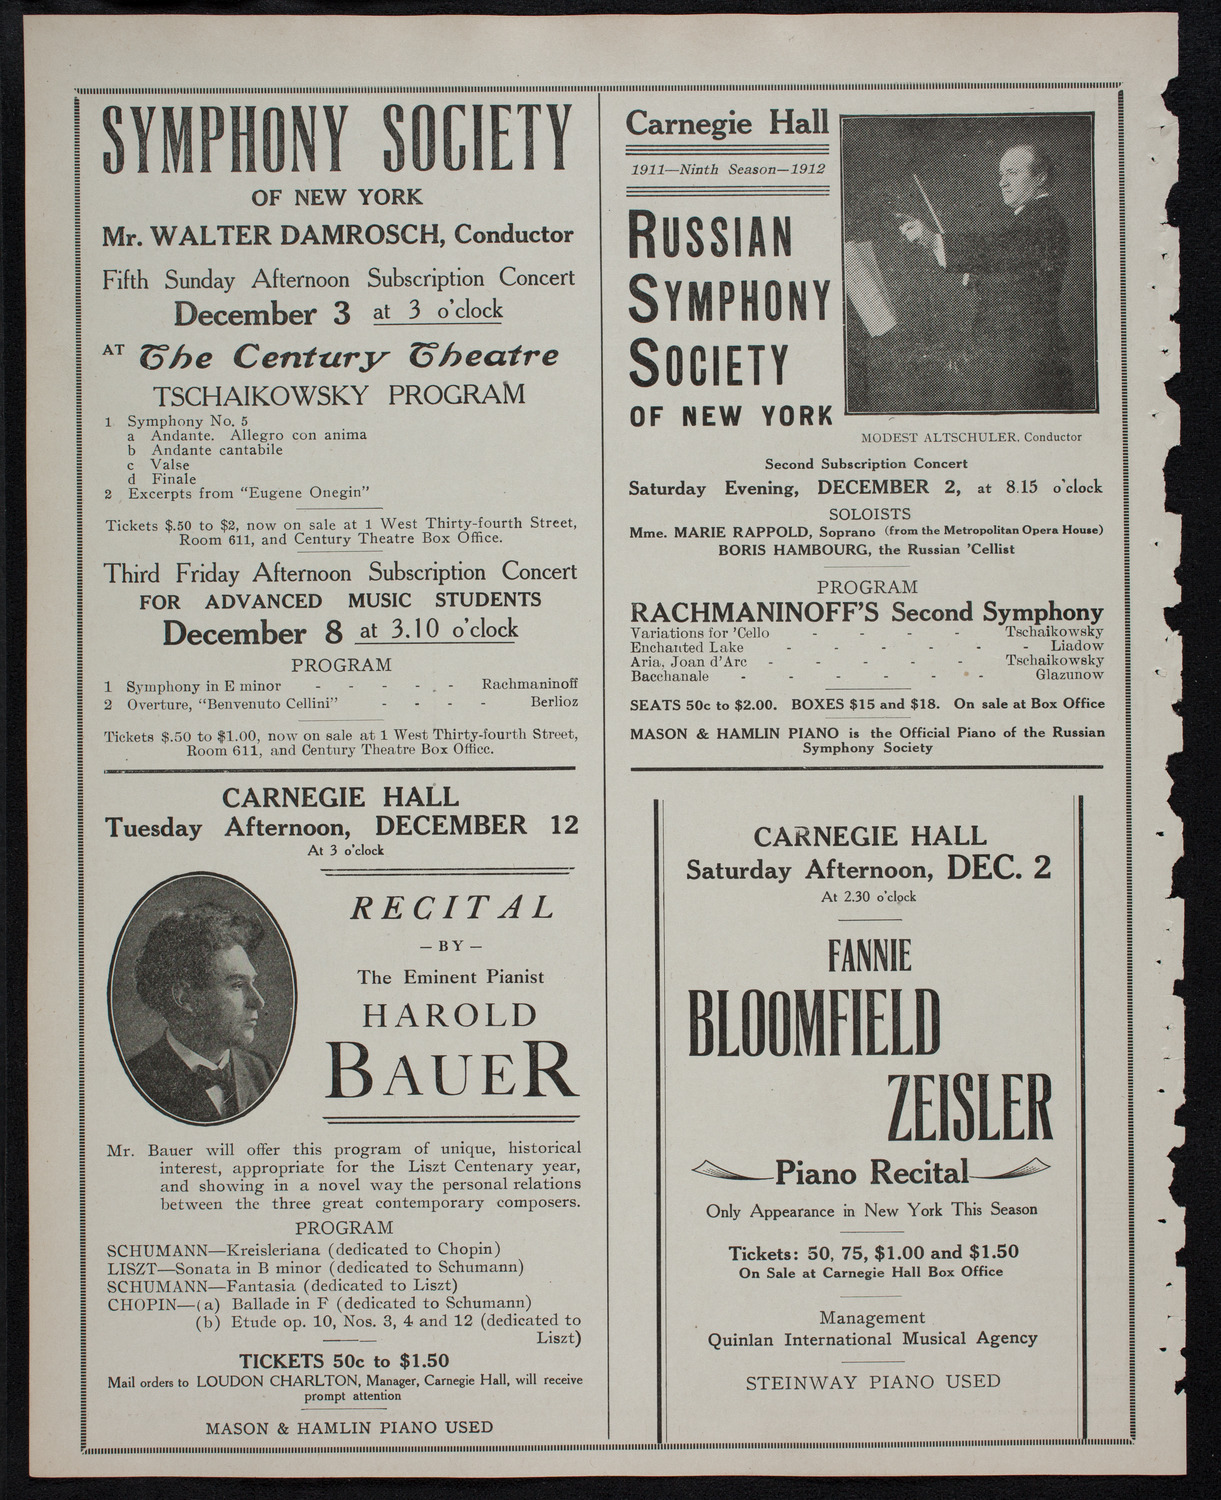 SYMPHONY SOCIETY
OF NEW YORK
Mr. WALTER DAMROSCH, Conductor
Fifth Sunday Afternoon Subscription Concert
December 3 at 3 o'clock
AT The Century Theatre
TSCHAIKOWSKY PROGRAM
1 Symphony No. 5
a Andante. Allegro con anima
b Andante cantabile
c Valse
d Finale
2 Excerpts from "Eugene Onegin"
Tickets $.50 to $2, now on sale at 1 West Thirty-fourth Street,
Room 611, and Century Theatre Box Office.
Third Friday Afternoon Subscription Concert
FOR ADVANCED MUSIC STUDENTS
December 8 at 3.10 o'clock
PROGRAM
1 Symphony in E minor - - - - - Rachmaninoff
2 Overture, "Benvenuto Cellini" - - - - Berlioz
Tickets $.50 to $1.00, now on sale at 1 West Thirty-fourth Street,
Room 611, and Century Theatre Box Office.
CARNEGIE HALL
Tuesday Afternoon, DECEMBER 12
At 3 o'clock
RECITAL
– BY –
The Eminent Pianist
HAROLD
BAUER
Mr. Bauer will offer this program of unique, historical
interest, appropriate for the Liszt Centenary year,
and showing in a novel way the personal relations
between the three great contemporary composers.
PROGRAM
SCHUMANN—Kreisleriana (dedicated to Chopin)
LISZT—Sonata in B minor (dedicated to Schumann)
SCHUMANN—Fantasia (dedicated to Liszt)
CHOPIN—(a) Ballade in F (dedicated to Schumann)
(b) Etude op. 10, Nos. 3, 4 and 12 (dedicated to
Liszt)
TICKETS 50c to $1.50
Mail orders to LOUDON CHARLTON, Manager, Carnegie Hall, will receive
prompt attention
MASON & HAMLIN PIANO USED
Carnegie Hall
1911—Ninth Season—1912
RUSSIAN
SYMPHONY
SOCIETY
OF NEW YORK
MODEST ALTSCHULER, Conductor
Second Subscription Concert
Saturday Evening, DECEMBER 2, at 8.15 o'clock
SOLOISTS
Mme. MARIE RAPPOLD, Soprano (from the Metropolitan Opera House)
BORIS HAMBOURG, the Russian 'Cellist
PROGRAM
RACHMANINOFF'S Second Symphony
Variations for 'Cello - - - - Tschaikowsky
Enchanted Lake - - - - - - Liadow
Aria, Joan d'Arc - - - - - Tschaikowsky
Bacchanale - - - - - - Glazunow
SEATS 50c to $2.00. BOXES $15 and $18. On sale at Box Office
MASON & HAMLIN PIANO is the Official Piano of the Russian
Symphony Society
CARNEGIE HALL
Saturday Afternoon, DEC. 2
At 2.30 o'clock
FANNIE
BLOOMFIELD
ZEISLER
Piano Recital
Only Appearance in New York This Season
Tickets: 50, 75, $1.00 and $1.50
On Sale at Carnegie Hall Box Office
Management
Quinlan International Musical Agency
STEINWAY PIANO USED